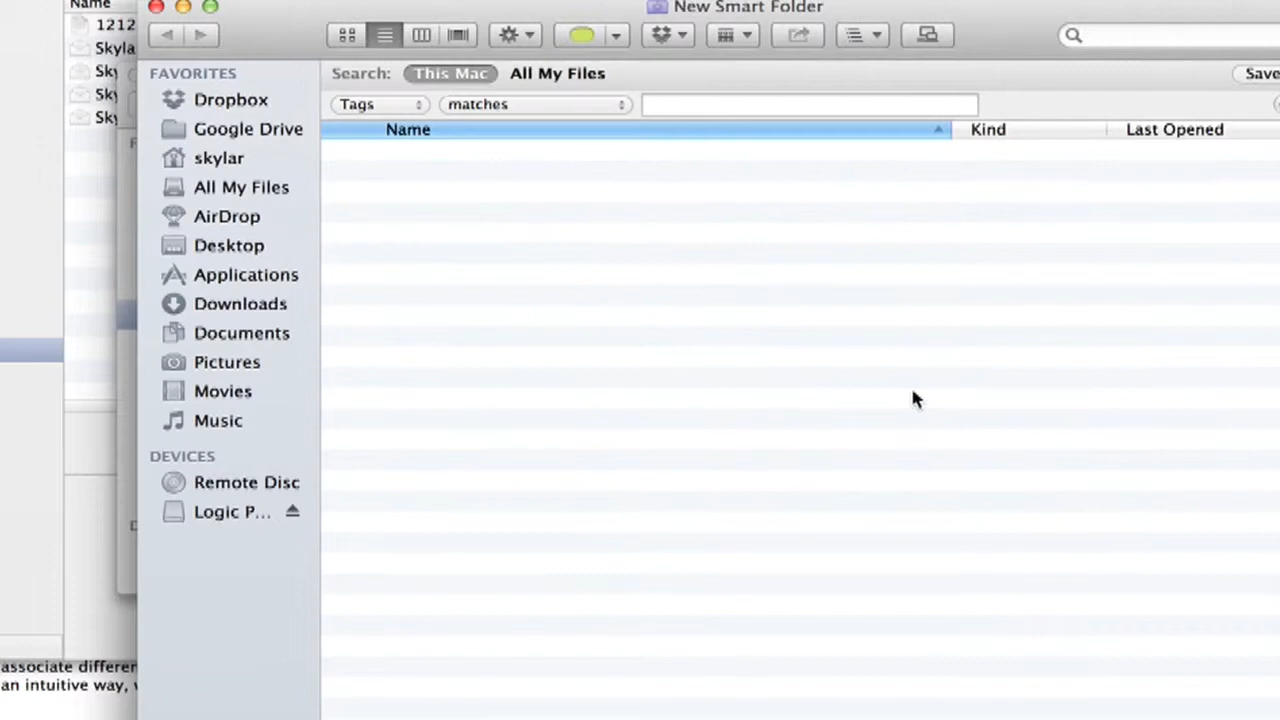 Name
New Smart Folder
1212
Skyla
Sky
Sky
Sky
FAVORITES
Dropbox
Google Drive
skylar
All My Files
AirDrop
Desktop
Applications
Downloads
Documents
Pictures
Movies
Music
DEVICES
Remote Disc
Logic P...
Search: This Mac All My Files
Save
Tags matches
Name Kind Last Opened
associate differen
an intuitive way,